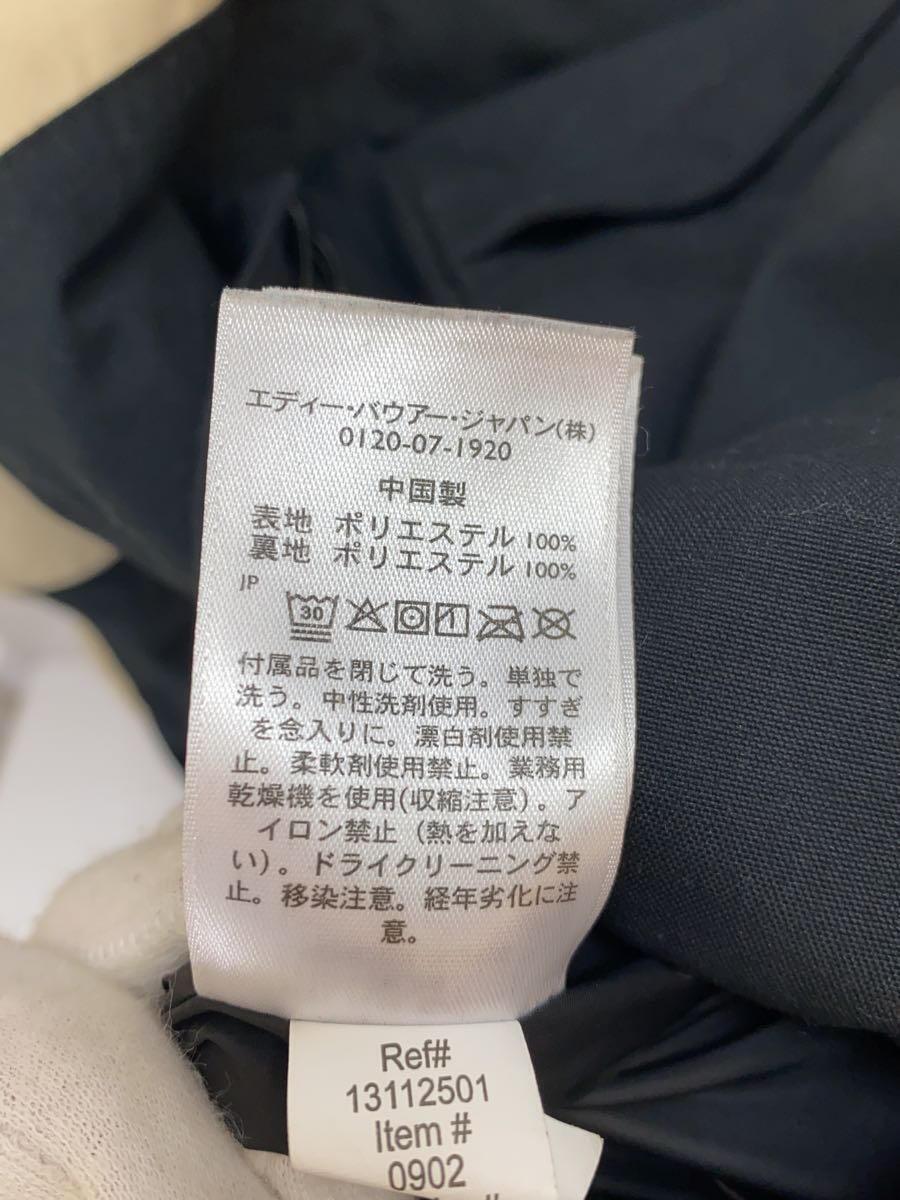 エディー・バウアー・ジャパン(株)
0120-07-1920
中国製
表地 ポリエステル 100%
裏地 ポリエステル 100%
JP
30
付属品を閉じて洗う。単独で
洗う。中性洗剤使用。すすぎ
を念入りに。漂白剤使用禁
止。柔軟剤使用禁止。業務用
乾燥機を使用(収縮注意)。ア
イロン禁止（熱を加えな
い)。ドライクリーニング禁
止。移染注意。経年劣化に注
意。
Ref#
13112501
Item #
0902